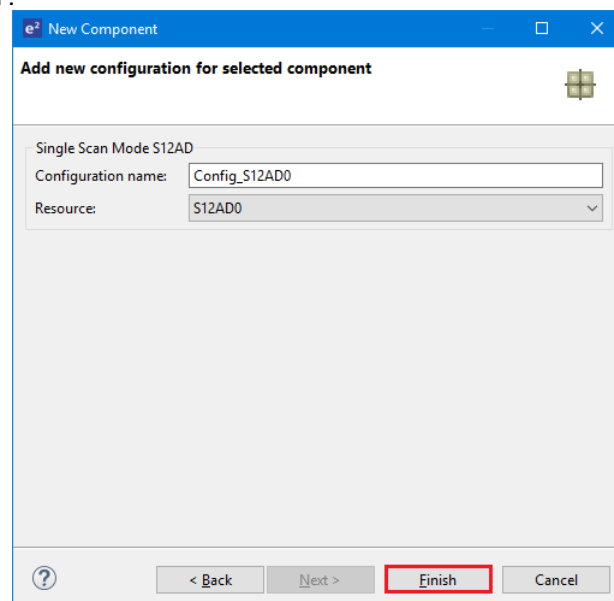 e² New Component
Add new configuration for selected component
Single Scan Mode S12AD
Configuration name: Config_S12AD0
Resource: S12AD0
? < Back Next > Finish Cancel